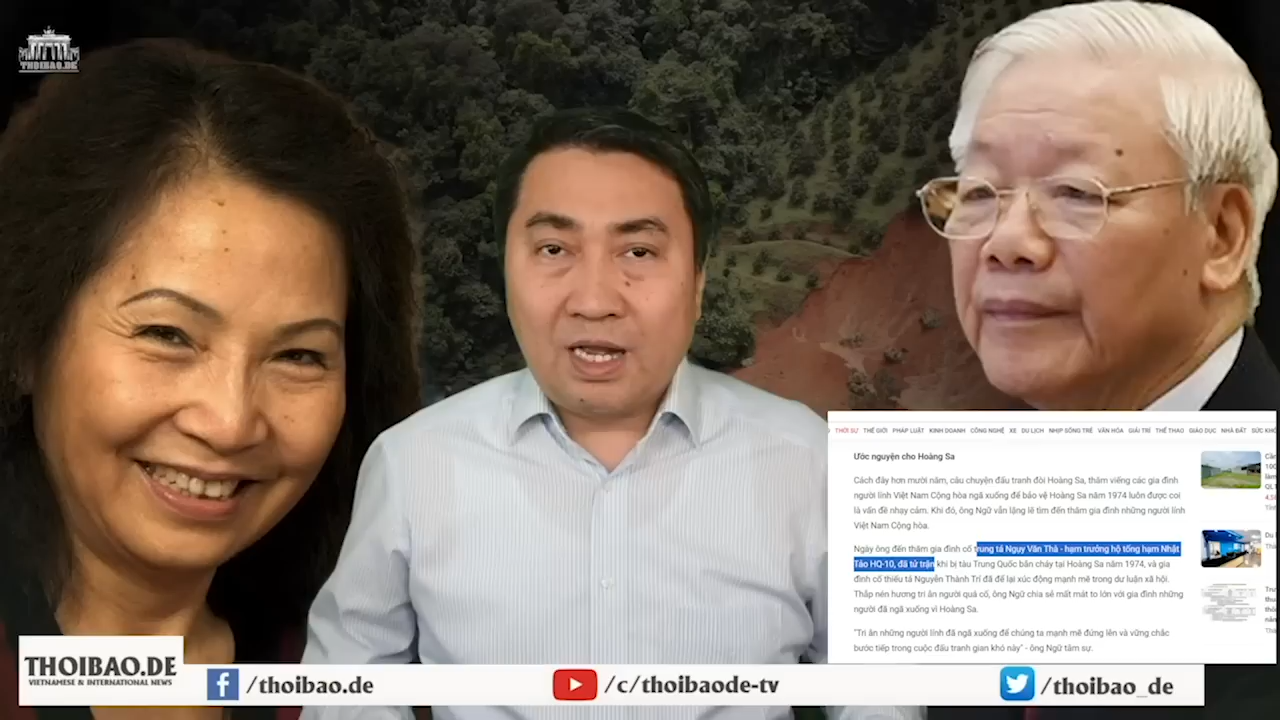 THOIBAO.DE
THỜI SỰ THẾ GIỚI PHÁP LUẬT KINH DOANH CÔNG NGHỆ XE DU LỊCH NHỊP SỐNG TRẺ VĂN HÓA GIẢI TRÍ THỂ THAO GIÁO DỤC NHÀ ĐẤT SỨC KHỎ
Ước nguyện cho Hoàng Sa
Cách đây hơn mười năm, câu chuyện đấu tranh đòi Hoàng Sa, thăm viếng các gia đình
người lính Việt Nam Cộng hòa ngã xuống để bảo vệ Hoàng Sa năm 1974 luôn được coi
là vấn đề nhạy cảm. Khi đó, ông Ngữ vẫn lặng lẽ tìm đến thăm gia đình những người lính
Việt Nam Cộng hòa.
Ngày ông đến thăm gia đình cố trung tá Ngụy Văn Thà - hạm trưởng hộ tống hạm Nhật
Tảo HQ-10, đã tử trận khi bị tàu Trung Quốc bắn cháy tại Hoàng Sa năm 1974, và gia
đình cố thiếu tá Nguyễn Thành Trí đã để lại xúc động mạnh mẽ trong dư luận xã hội.
Thắp nén hương tri ân người quá cố, ông Ngữ chia sẻ mất mát to lớn với gia đình những
người đã ngã xuống vì Hoàng Sa.
"Tri ân những người lính đã ngã xuống để chúng ta mạnh mẽ đứng lên và vững chắc
bước tiếp trong cuộc đấu tranh gian khó này" - ông Ngữ tâm sự.
THOIBAO.DE
VIETNAMESE & INTERNATIONAL NEWS
/thoibao.de
/c/thoibaode-tv
/thoibao_de